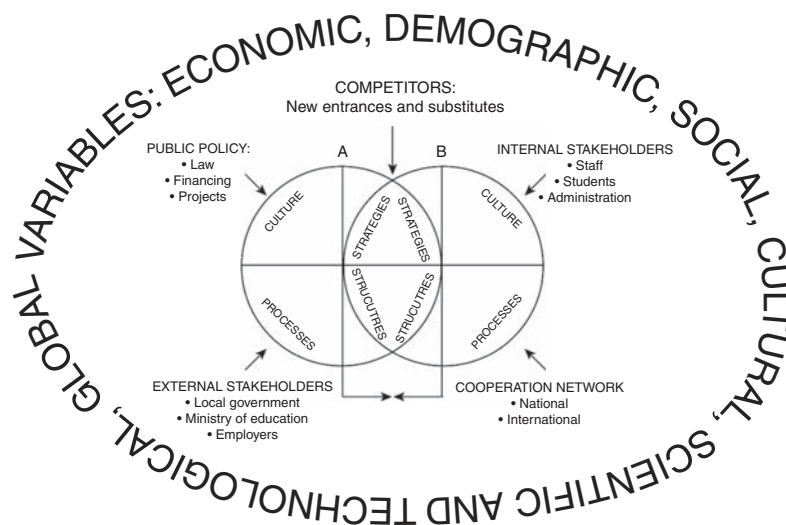 VARIABLES: ECONOMIC, DEMOGRAPHIC, SOCIAL, CULTURAL, SCIENTIFIC AND TECHNOLOGICAL, GLOBAL-
COMPETITORS:
New entrances and substitutes
PUBLIC POLICY:
• Law
• Financing
• Projects
A
B
INTERNAL STAKEHOLDERS
• Staff
• Students
• Administration
CULTURE
STRATEGIES
STRATEGIES
CULTURE
PROCESSES
STRUCUTRES
STRUCUTRES
PROCESSES
EXTERNAL STAKEHOLDERS
• Local government
• Ministry of education
• Employers
COOPERATION NETWORK
• National
• International